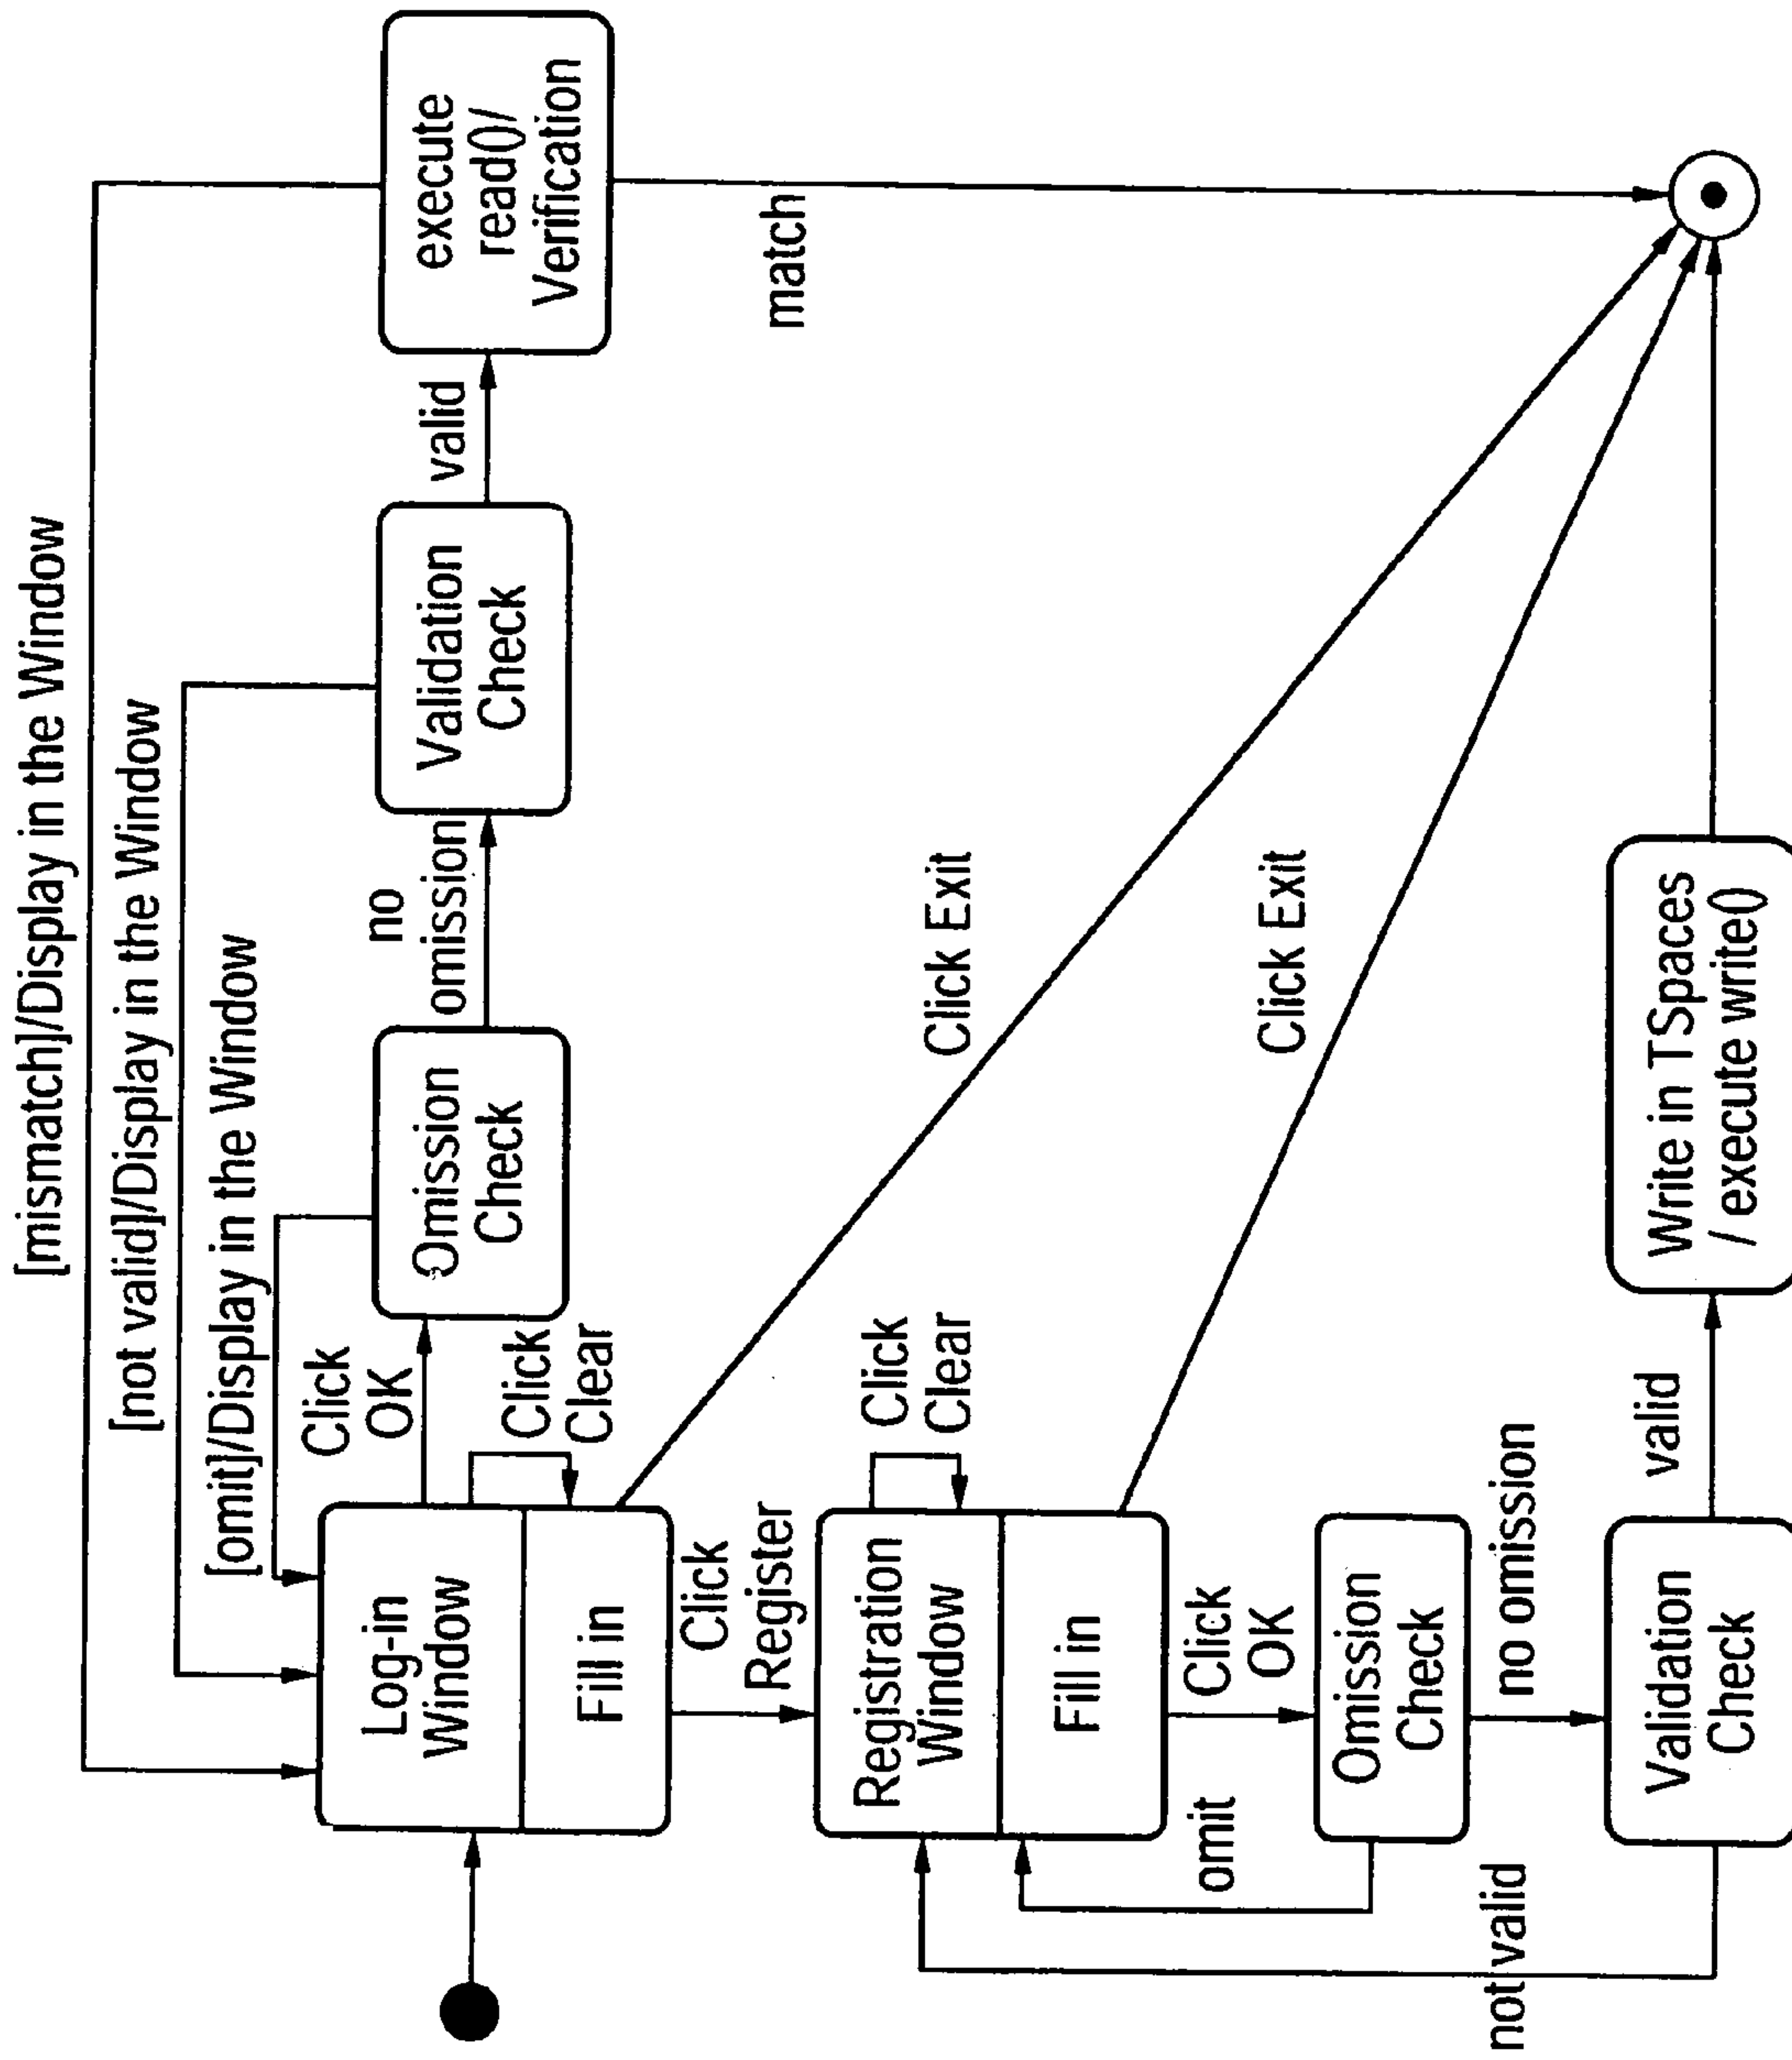 [mismatch]/Display in the Window
[not valid]/Display in the Window
[omit]/Display in the Window
Click
OK
no
omission
valid
Log-in
Window
Omission
Check
Validation
Check
execute
read()/
Verification
Click
Clear
Fill in
Click
Register
match
Registration
Window
Click
Clear
Click Exit
Fill in
Click
OK
omit
Click Exit
Omission
Check
not valid
no omission
Validation
Check
valid
Write in TSpaces
/ execute write()